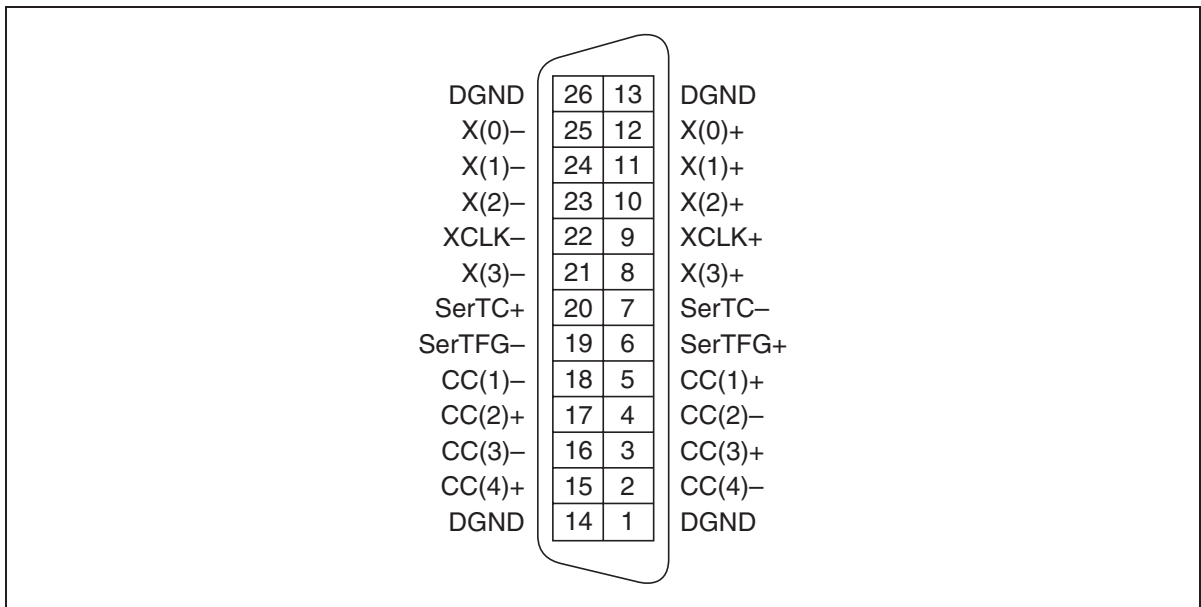 DGND 26 13 DGND
X(0)– 25 12 X(0)+
X(1)– 24 11 X(1)+
X(2)– 23 10 X(2)+
XCLK– 22 9 XCLK+
X(3)– 21 8 X(3)+
SerTC+ 20 7 SerTC–
SerTFG– 19 6 SerTFG+
CC(1)– 18 5 CC(1)+
CC(2)+ 17 4 CC(2)–
CC(3)– 16 3 CC(3)+
CC(4)+ 15 2 CC(4)–
DGND 14 1 DGND